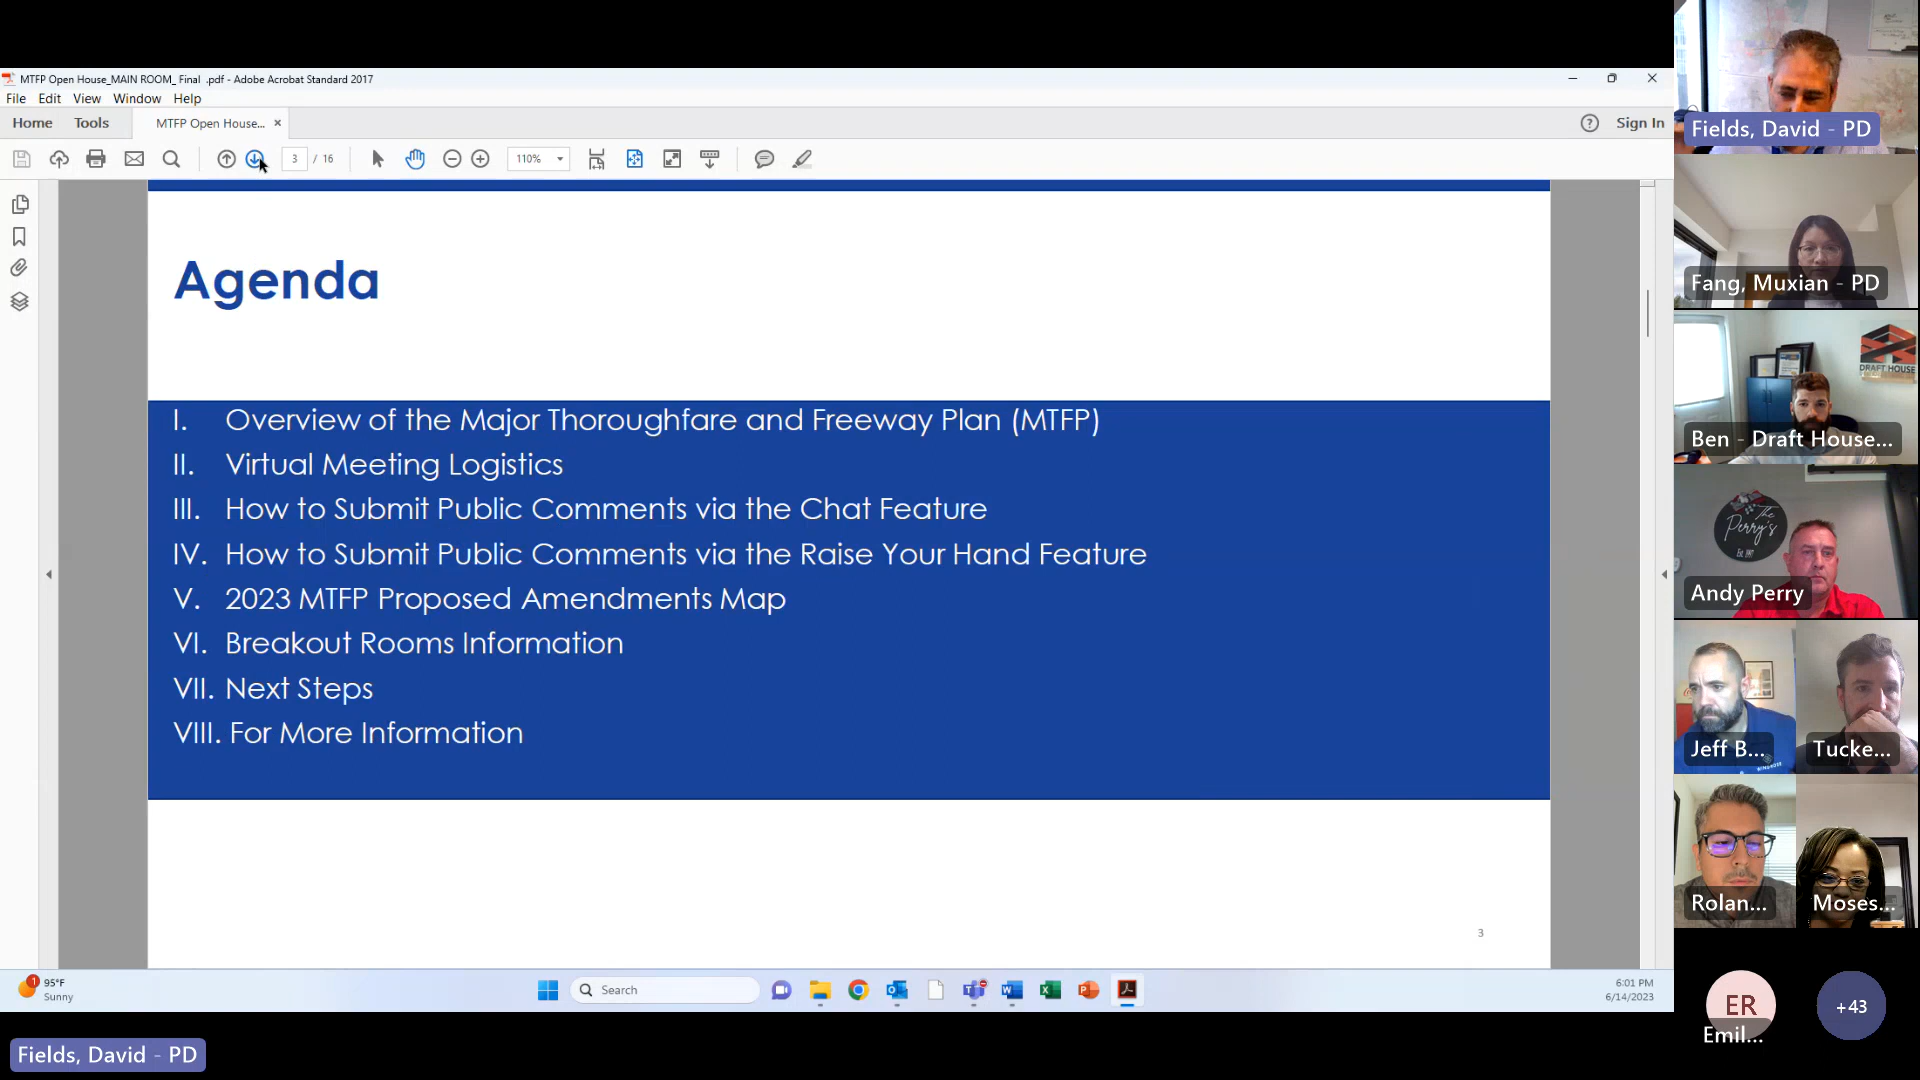 MTFP Open House_MAIN ROOM_ Final .pdf - Adobe Acrobat Standard 2017
File Edit View Window Help
Home Tools MTFP Open House... × Sign In
3 / 16 110%
Agenda
I. Overview of the Major Thoroughfare and Freeway Plan (MTFP)
II. Virtual Meeting Logistics
III. How to Submit Public Comments via the Chat Feature
IV. How to Submit Public Comments via the Raise Your Hand Feature
V. 2023 MTFP Proposed Amendments Map
VI. Breakout Rooms Information
VII. Next Steps
VIII. For More Information
3
1
95°F
Sunny
Search
6:01 PM
6/14/2023
Fields, David - PD
Fields, David - PD
Fang, Muxian - PD
DRAFT HOUSE
Ben - Draft House...
The
Perry's
Andy Perry
Jeff B...
Tucke...
Rolan...
Moses...
ER
Emil...
+43